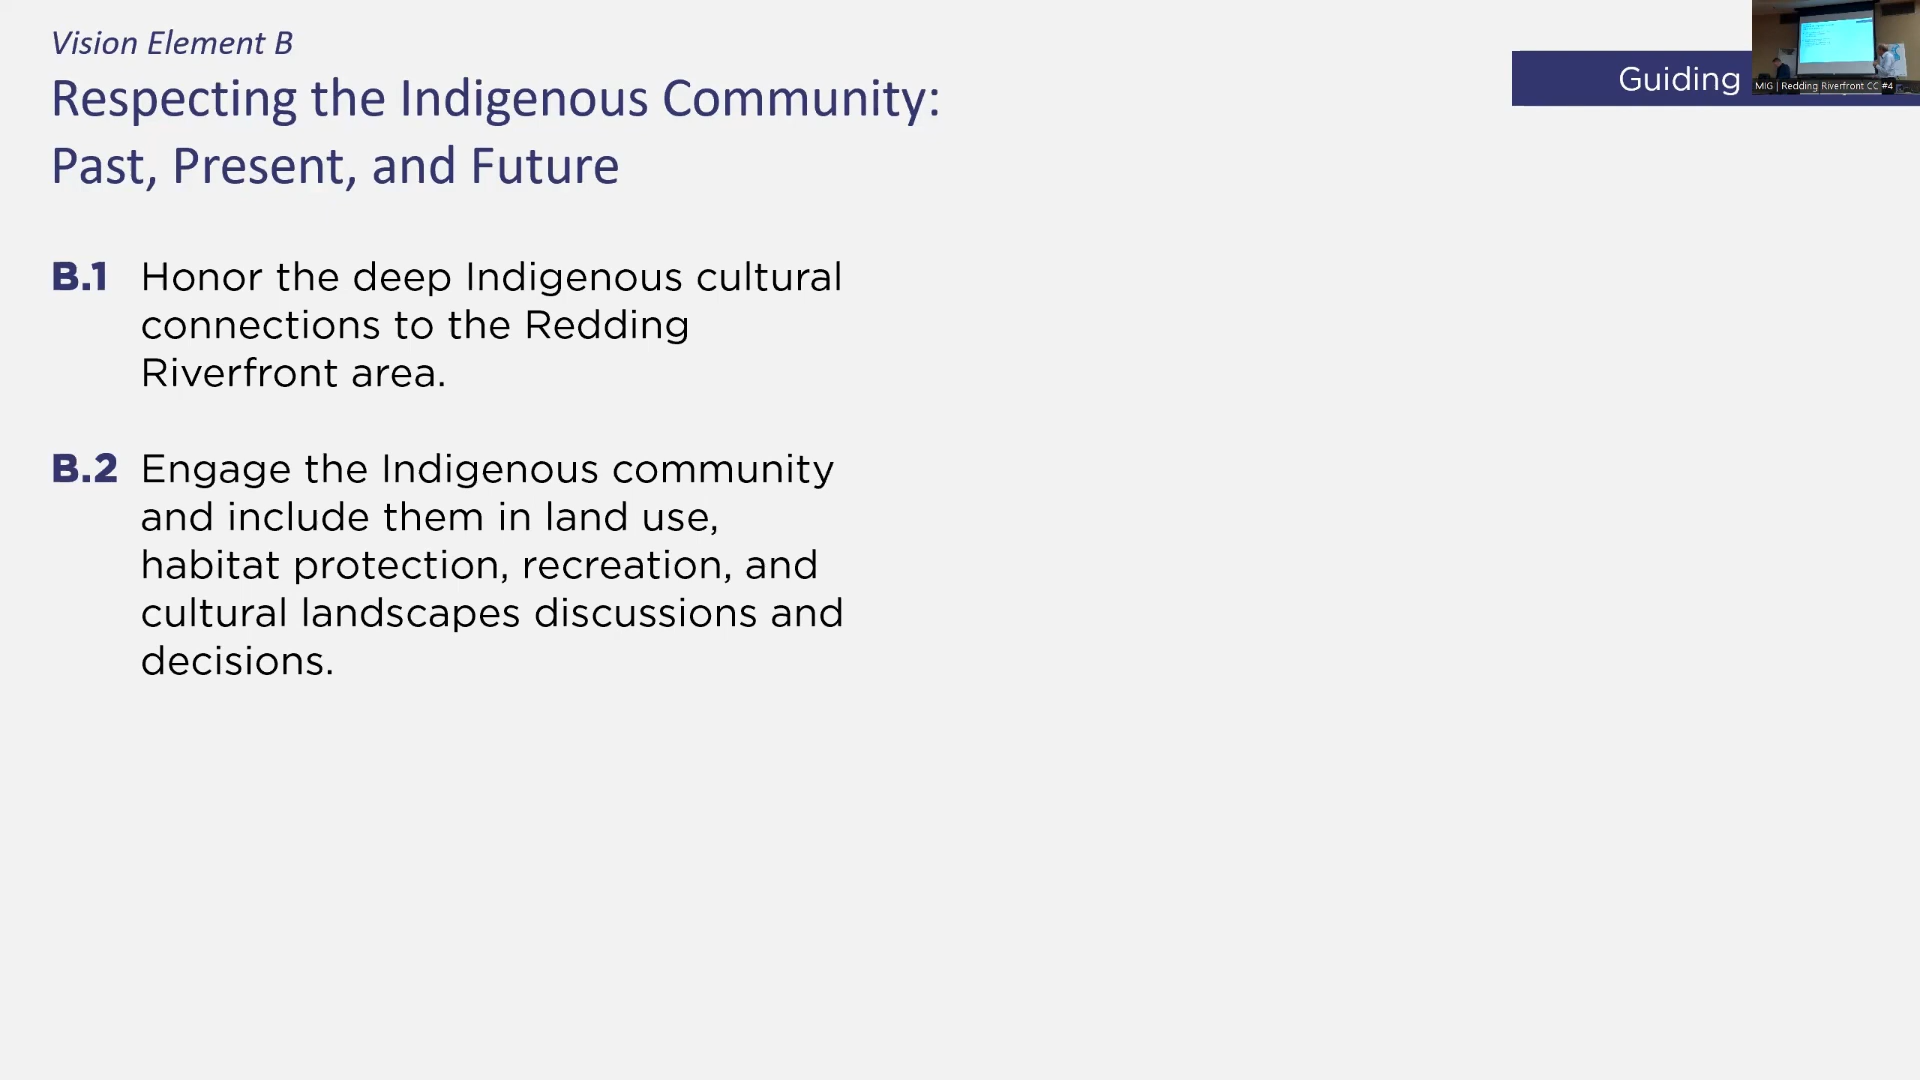 Vision Element B
Respecting the Indigenous Community:
Past, Present, and Future
Guiding
MIG | Redding Riverfront CC #4
B.1 Honor the deep Indigenous cultural
connections to the Redding
Riverfront area.
B.2 Engage the Indigenous community
and include them in land use,
habitat protection, recreation, and
cultural landscapes discussions and
decisions.